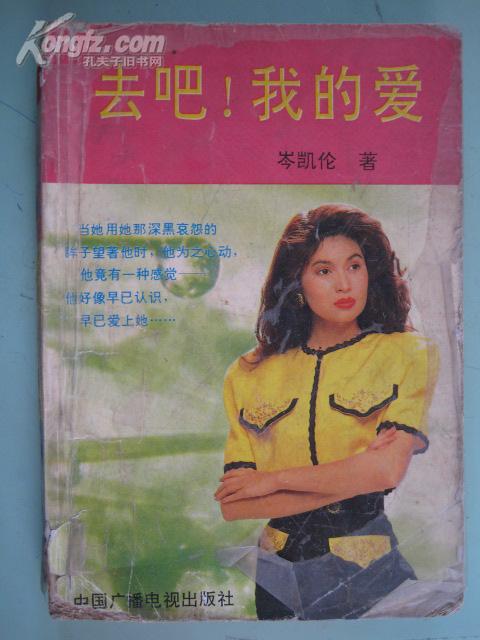 Kongfz.com
孔夫子旧书网
去吧!我的爱
岑凯伦 著
当她用她那深黑哀怨的
眸子望著他时,他为之心动,
他竟有一种感觉——
他好像早已认识,
早已爱上她……
中国广播电视出版社